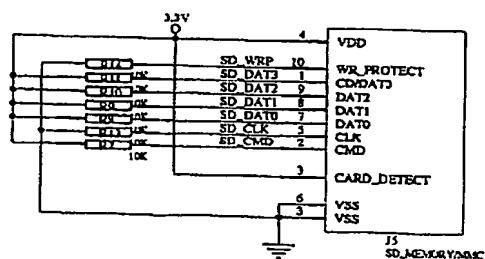 3.3V
4 VDD
R12 SD_WRP 10 WR_PROTECT
R11 10K SD_DAT3 1 CD/DAT3
R10 10K SD_DAT2 9 DAT2
R9 10K SD_DAT1 8 DAT1
10K SD_DAT0 7 DAT0
R13 10K SD_CLK 5 CLK
R7 10K SD_CMD 2 CMD
10K
3 CARD_DETECT
6 VSS
3 VSS
J5
SD_MEMORY/MMC